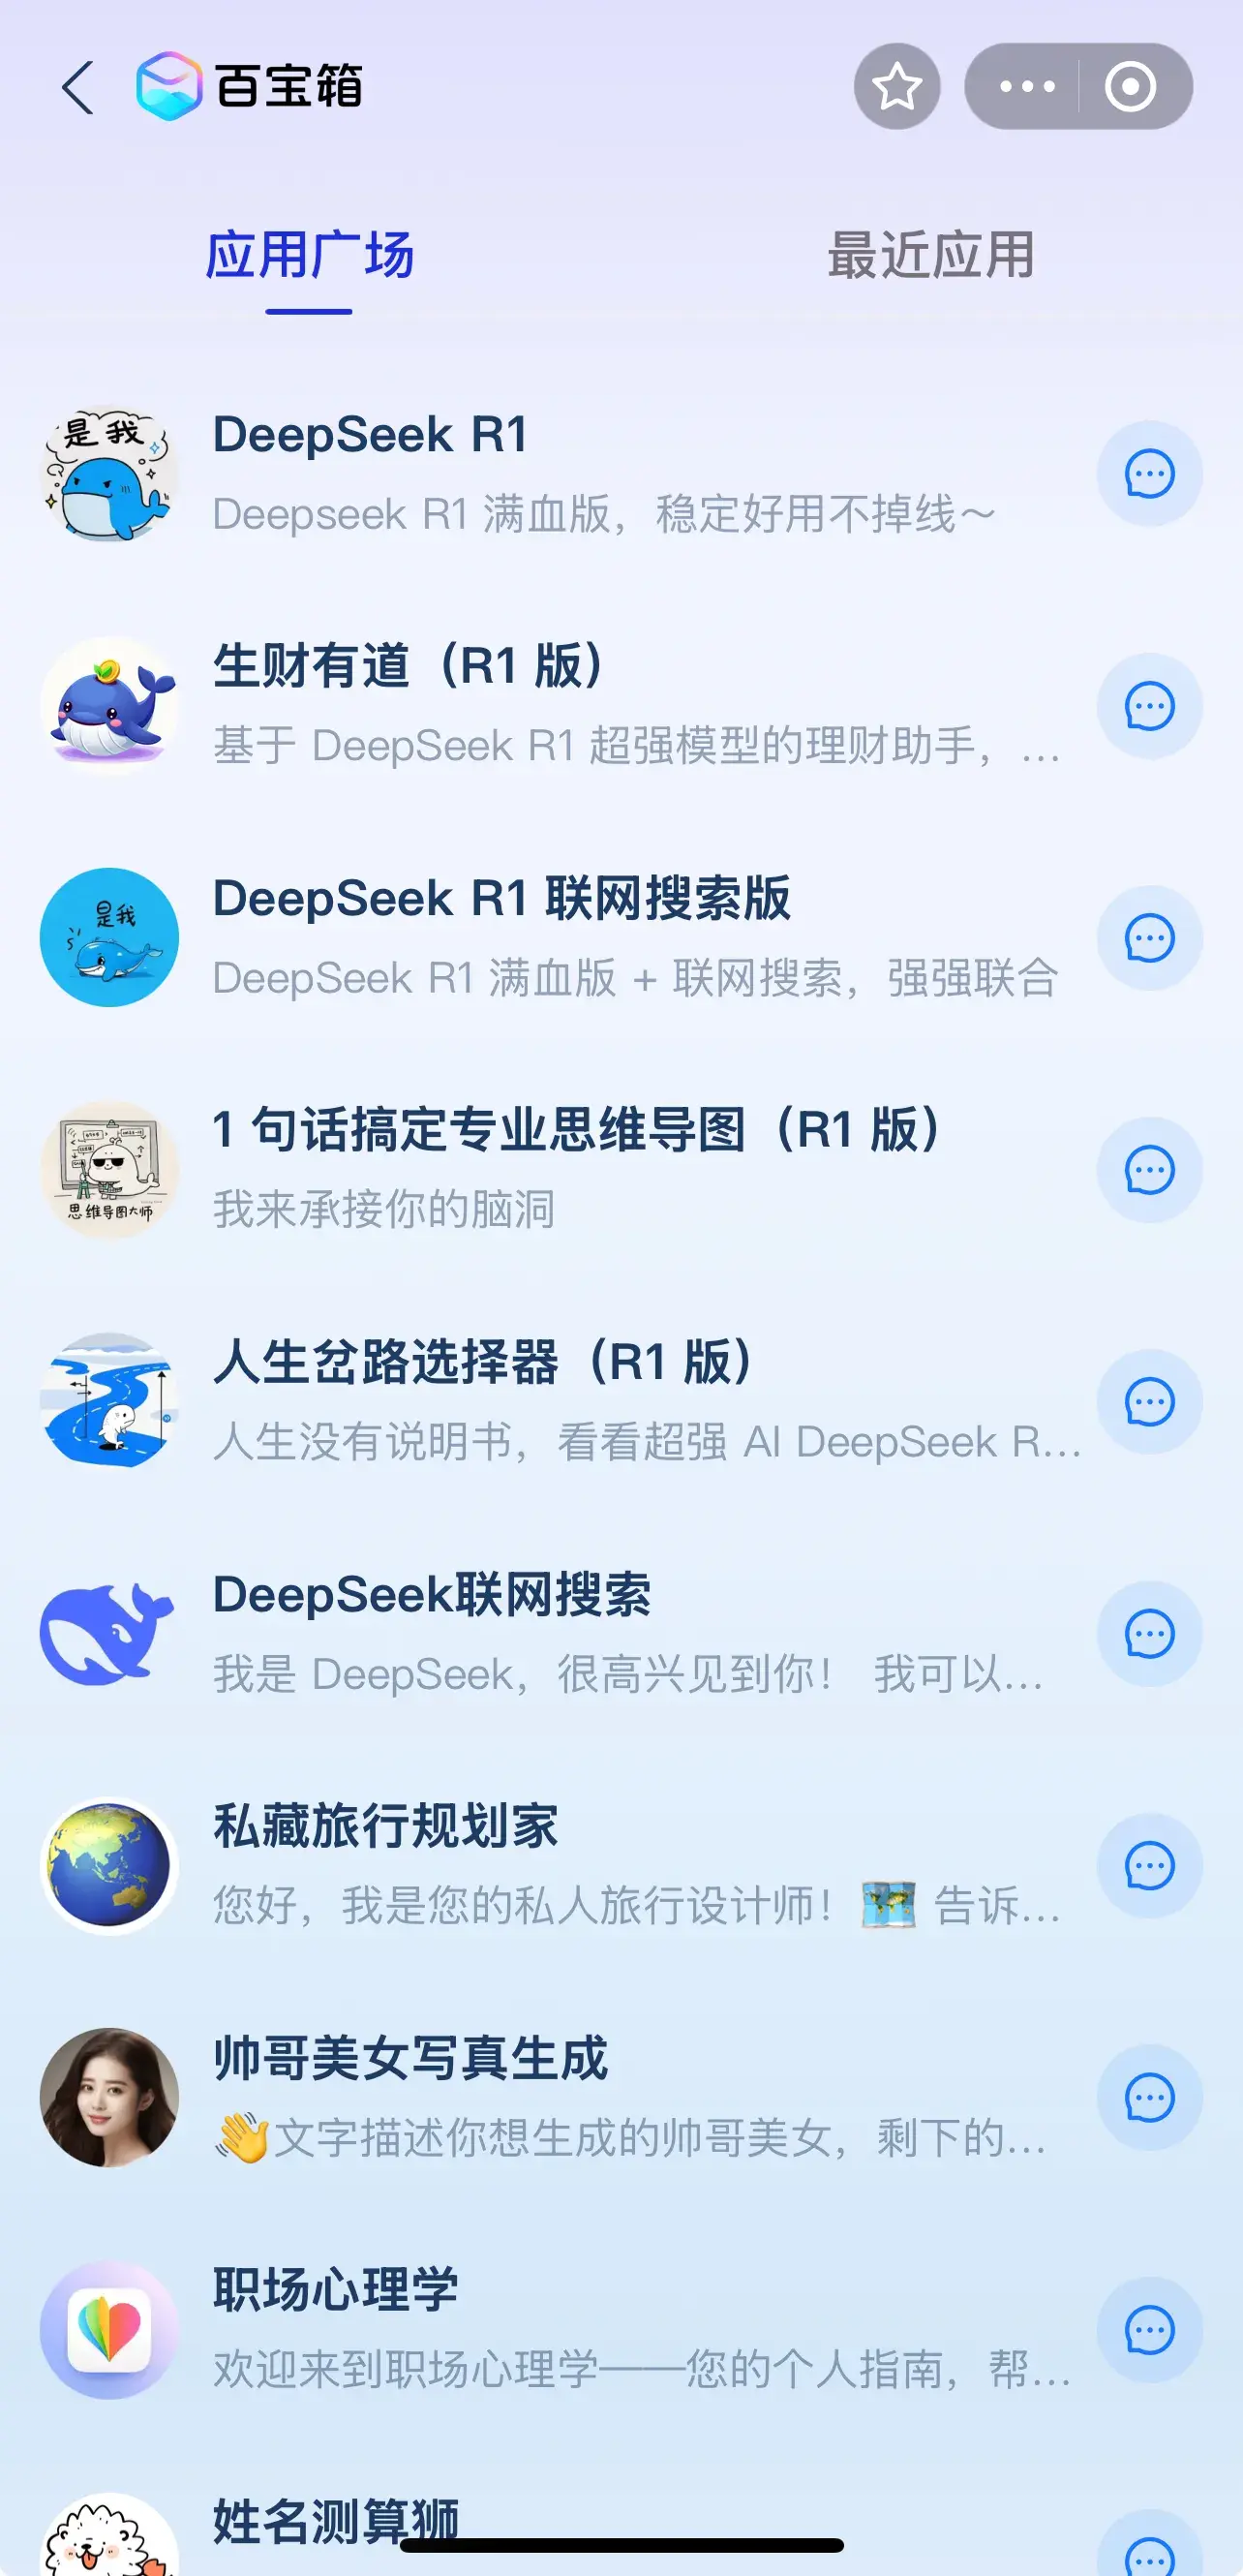 百宝箱
应用广场
最近应用
是我
DeepSeek R1
Deepseek R1 满血版，稳定好用不掉线～
生财有道（R1 版）
基于 DeepSeek R1 超强模型的理财助手，...
是我
DeepSeek R1 联网搜索版
DeepSeek R1 满血版 + 联网搜索，强强联合
思维导图大师
1 句话搞定专业思维导图（R1 版）
我来承接你的脑洞
人生岔路选择器（R1 版）
人生没有说明书，看看超强 AI DeepSeek R...
DeepSeek联网搜索
我是 DeepSeek，很高兴见到你！ 我可以...
私藏旅行规划家
您好，我是您的私人旅行设计师！🗺️ 告诉...
帅哥美女写真生成
👋文字描述你想生成的帅哥美女，剩下的...
职场心理学
欢迎来到职场心理学——您的个人指南，帮...
姓名测算狮